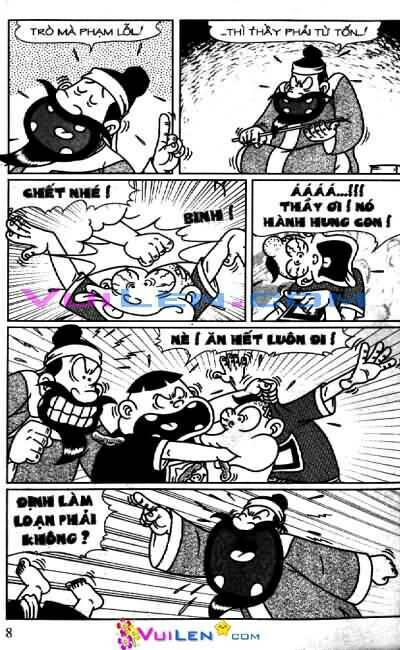 TRÒ MÀ PHẠM LỖI..!
..THÌ THẦY PHẢI TỪ TỐN...!
CHẾT NHÉ!
BINH!
ÁÁÁÁ...!!!
THẦY ƠI! NÓ
HÀNH HUNG CON!
VUILEN.COM
NÈ! ĂN HẾT LUÔN ĐI!
ĐỊNH LÀM
LOẠN PHẢI
KHÔNG?
8
VUILEN.COM